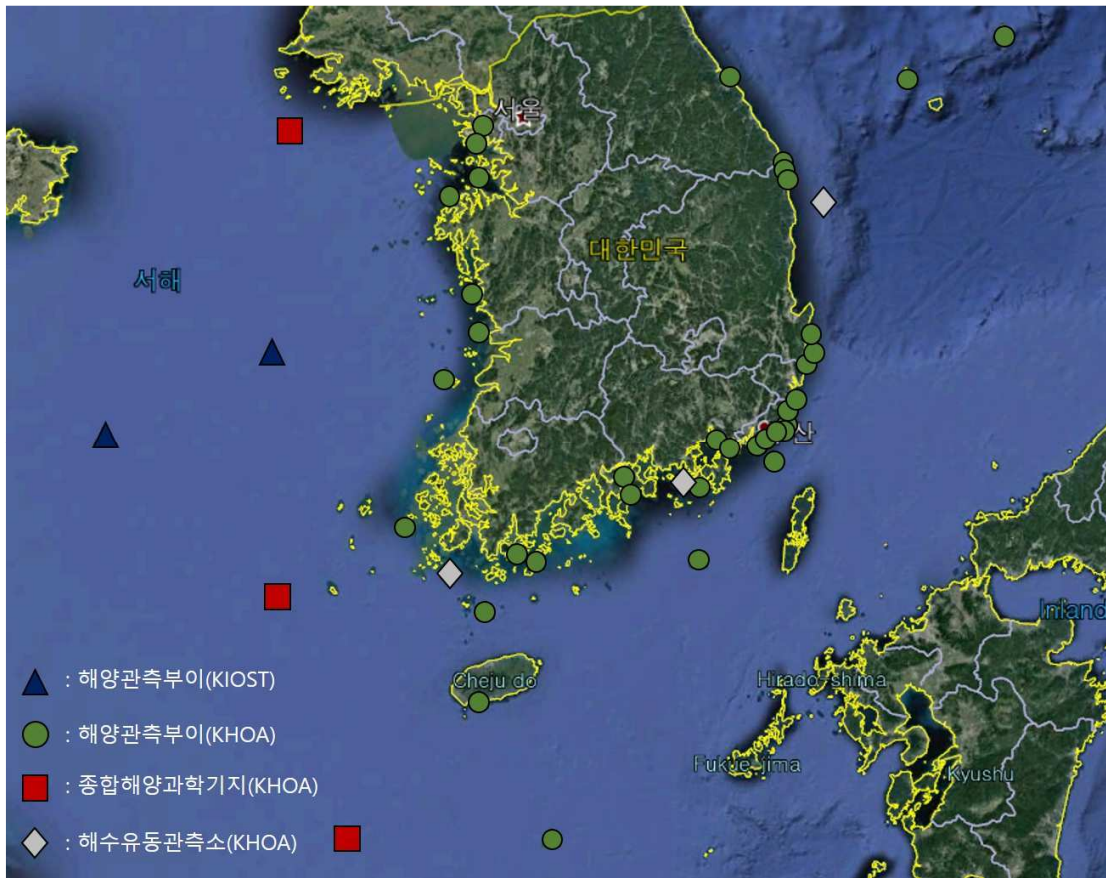 서울
대한민국
서해
산
Inland
Cheju do
Hirado-shima
Fukue-jima
Kyushu
: 해양관측부이(KIOST)
: 해양관측부이(KHOA)
: 종합해양과학기지(KHOA)
: 해수유동관측소(KHOA)